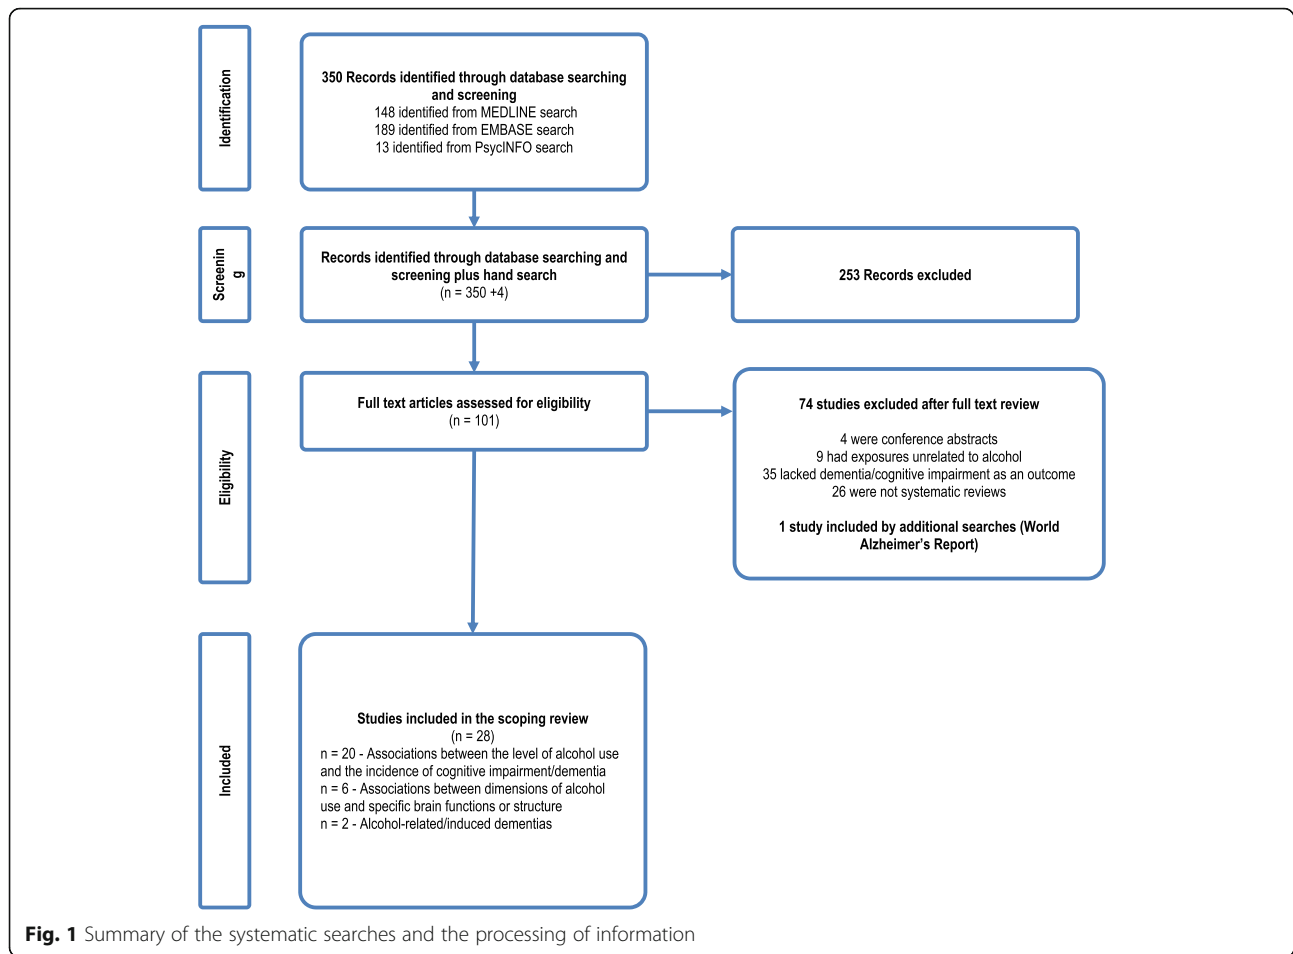 Identification
350 Records identified through database searching
and screening
148 identified from MEDLINE search
189 identified from EMBASE search
13 identified from PsycINFO search
Screenin
g
Records identified through database searching and
screening plus hand search
(n = 350 +4)
253 Records excluded
Eligibility
Full text articles assessed for eligibility
(n = 101)
74 studies excluded after full text review
4 were conference abstracts
9 had exposures unrelated to alcohol
35 lacked dementia/cognitive impairment as an outcome
26 were not systematic reviews
1 study included by additional searches (World
Alzheimer's Report)
Included
Studies included in the scoping review
(n = 28)
n = 20 - Associations between the level of alcohol use
and the incidence of cognitive impairment/dementia
n = 6 - Associations between dimensions of alcohol
use and specific brain functions or structure
n = 2 - Alcohol-related/induced dementias
Fig. 1 Summary of the systematic searches and the processing of information